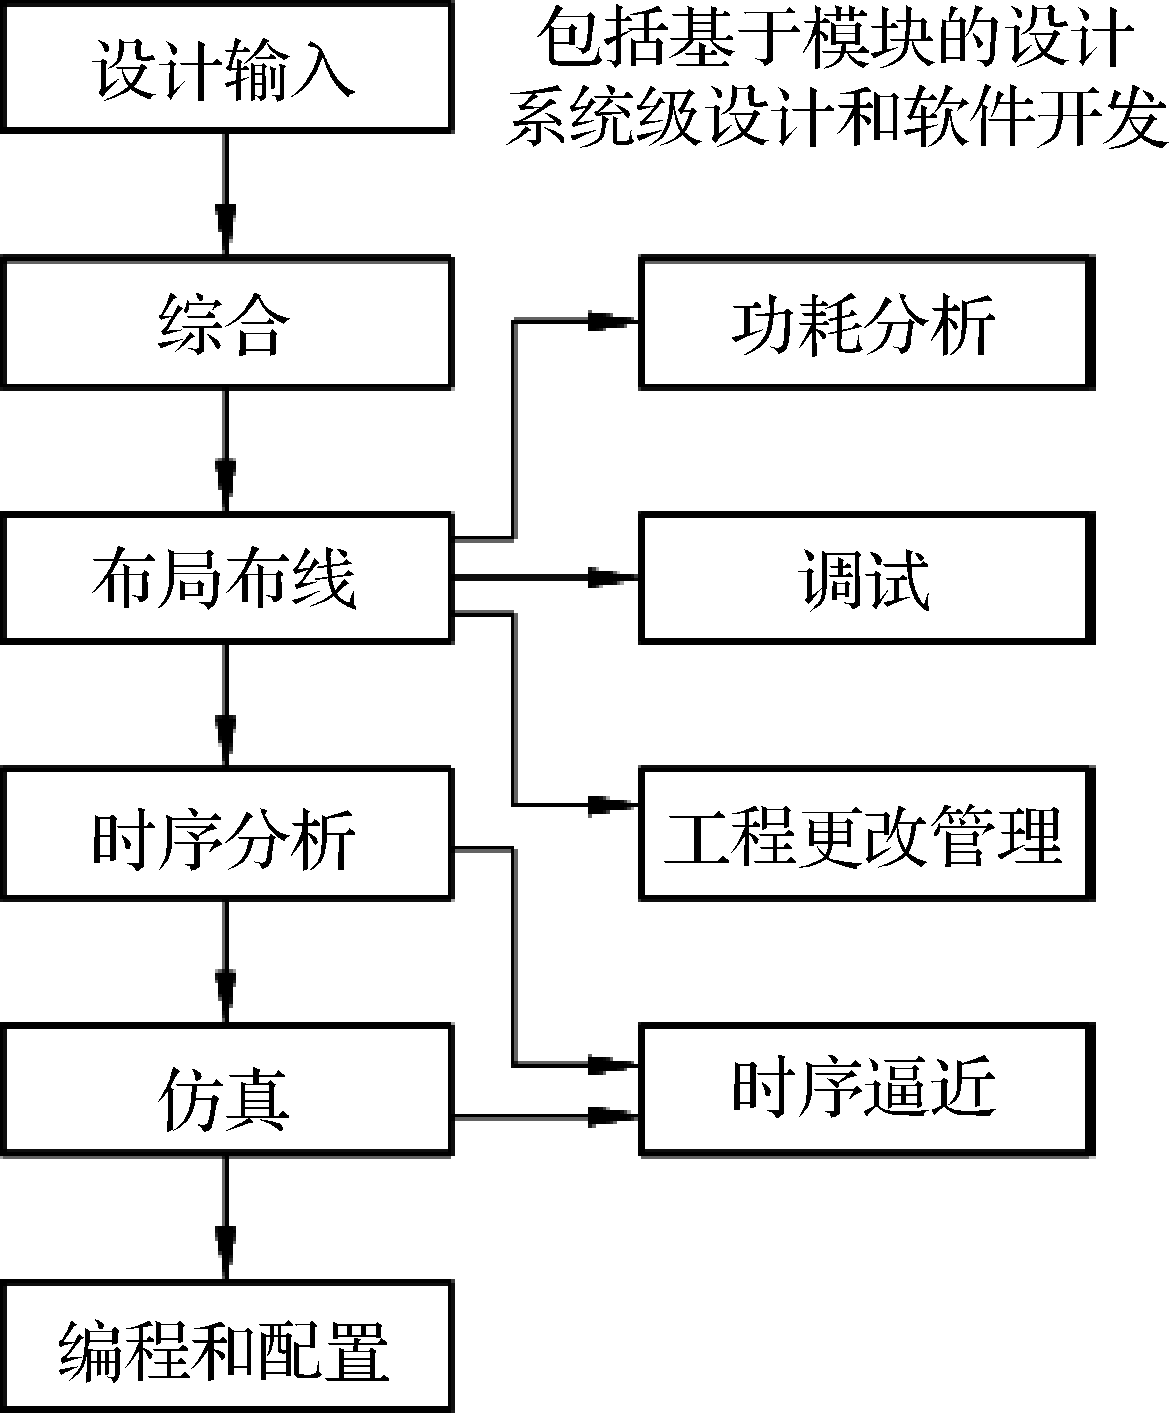 设计输入
包括基于模块的设计
系统级设计和软件开发
综合
功耗分析
布局布线
调试
时序分析
工程更改管理
仿真
时序逼近
编程和配置